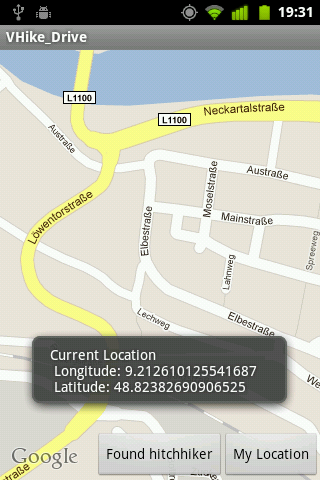 19:31
VHike_Drive
L1100
L1100
Neckartalstraße
Austraße
Austraße
Moselstraße
Löwentorstraße
Elbestraße
Mainstraße
Spreeweg
Lahnweg
Elbestraße
Lechweg
We
Current Location
Longitude: 9.212610125541687
Latitude: 48.82382690906525
Google
Found hitchhiker
My Location